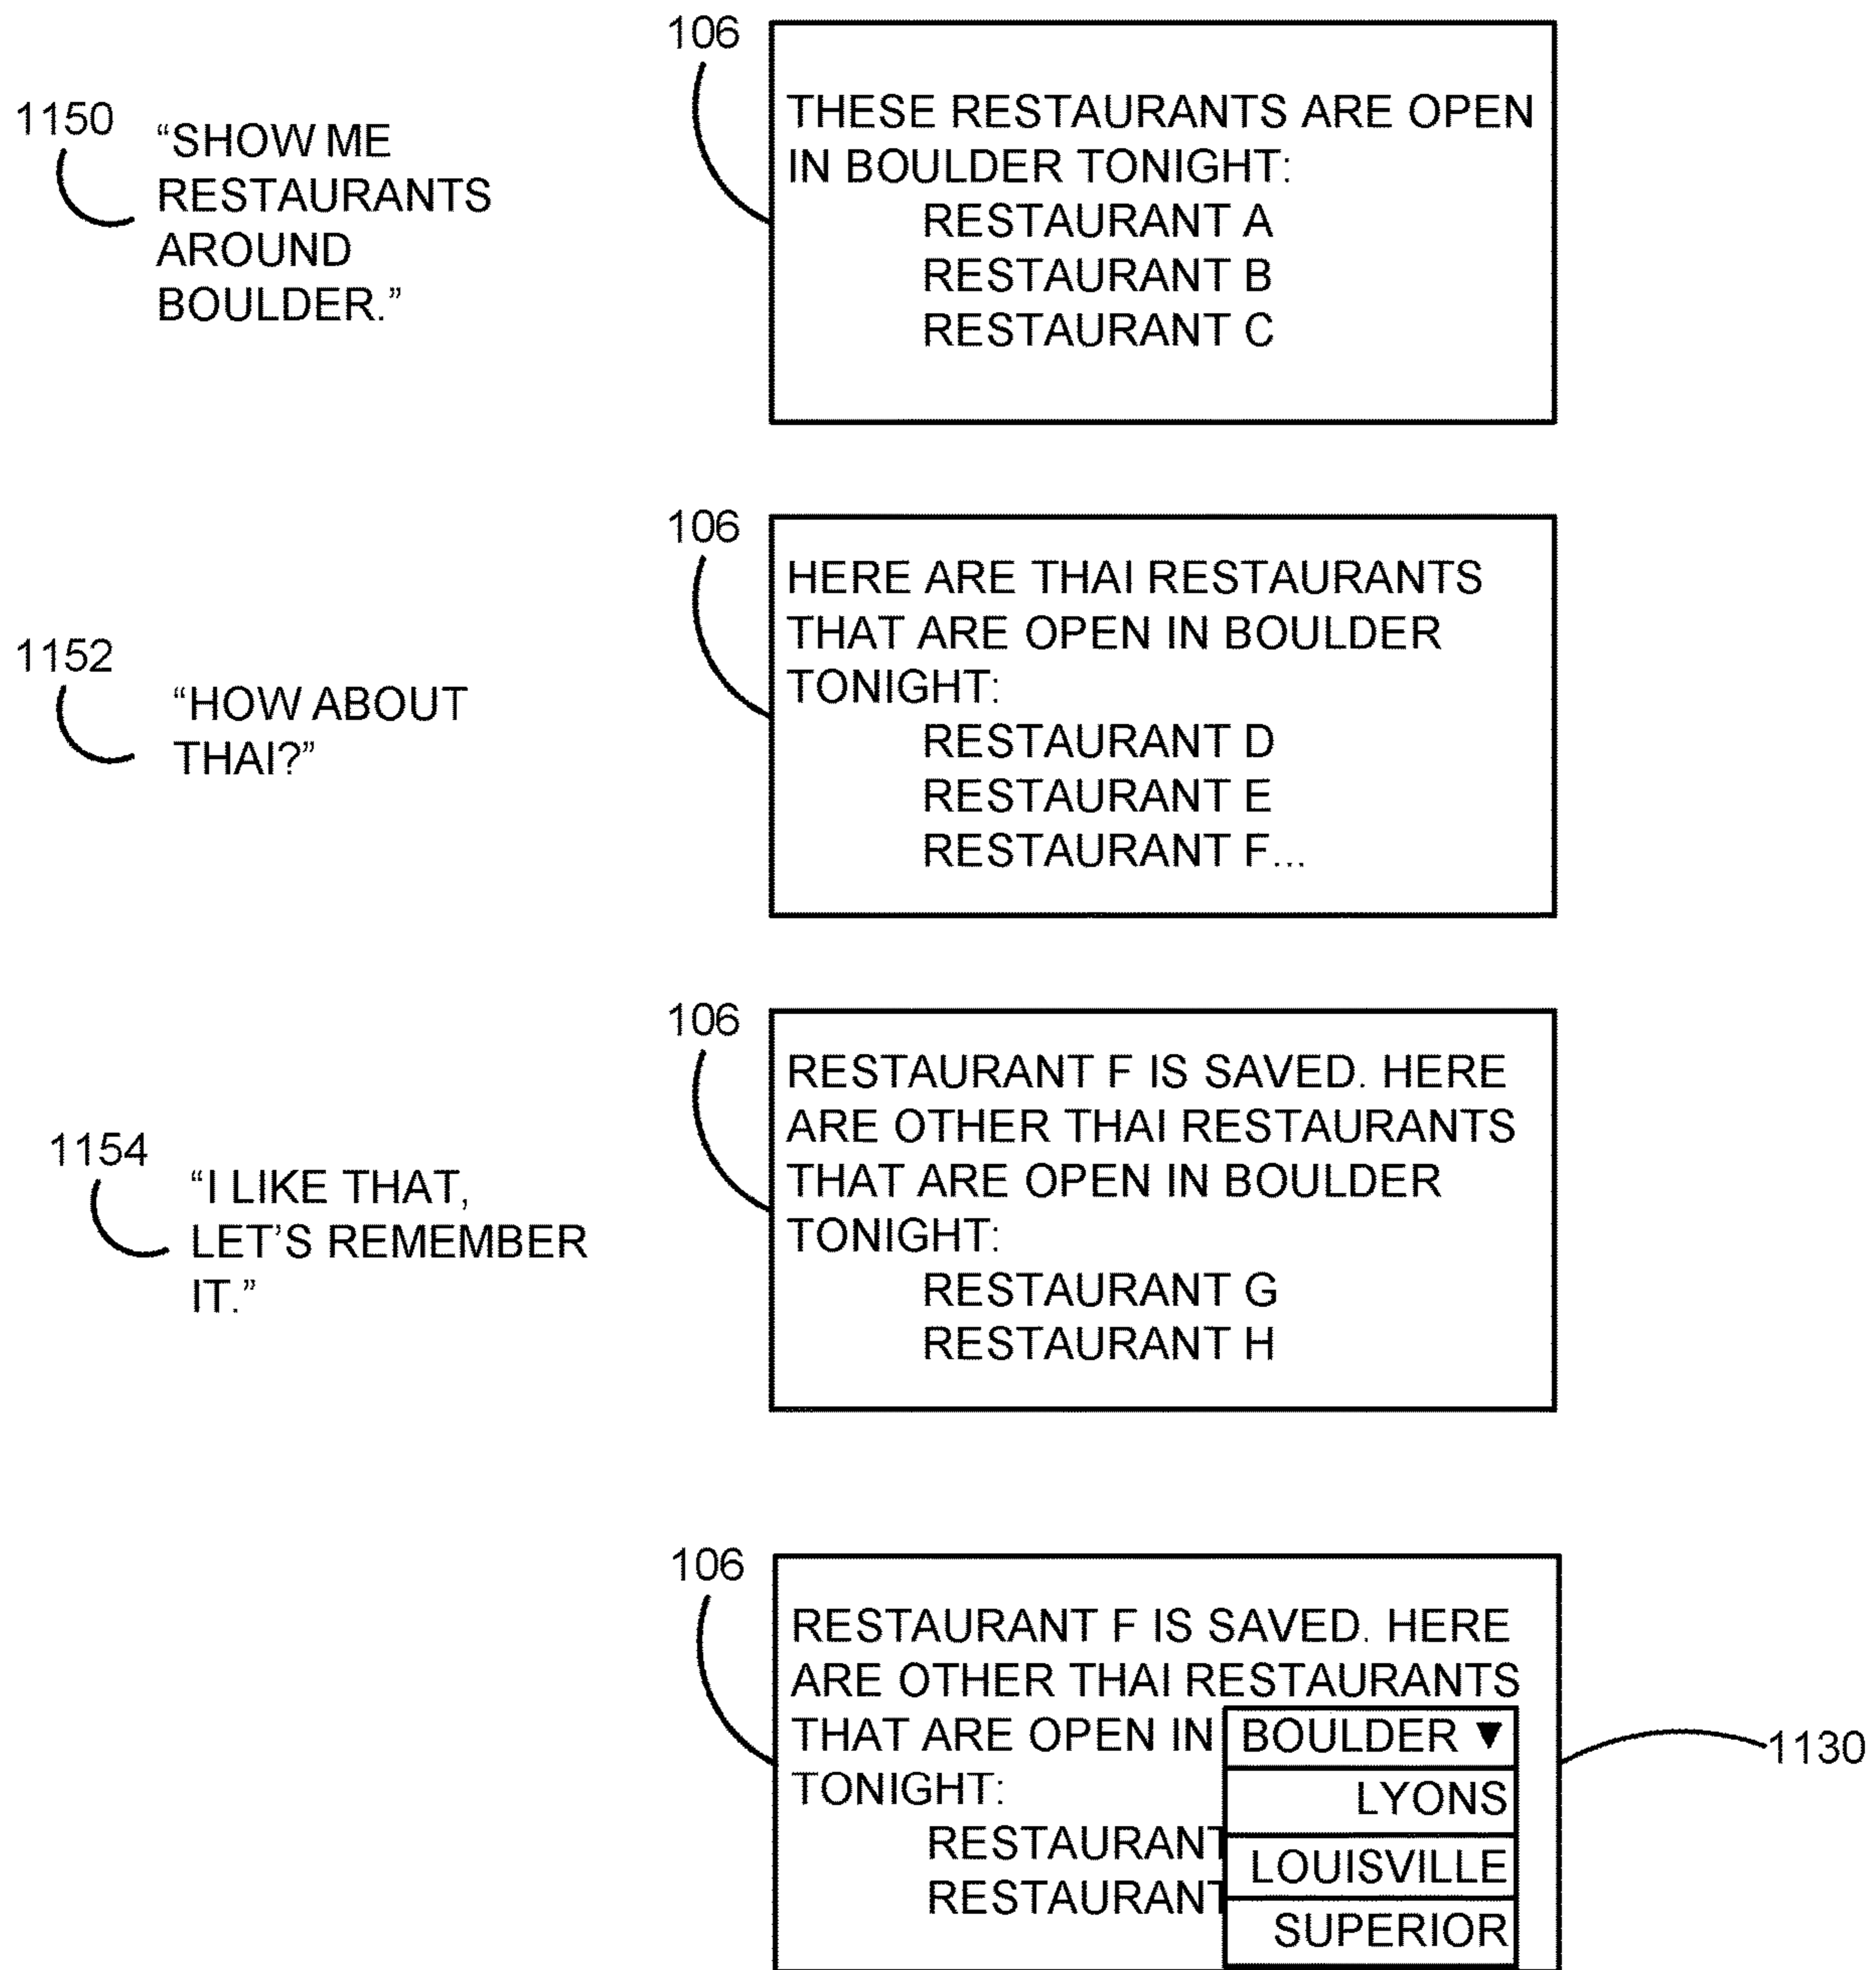 106
1150
“SHOW ME
RESTAURANTS
AROUND
BOULDER.”
THESE RESTAURANTS ARE OPEN
IN BOULDER TONIGHT:
RESTAURANT A
RESTAURANT B
RESTAURANT C
106
1152
“HOW ABOUT
THAI?”
HERE ARE THAI RESTAURANTS
THAT ARE OPEN IN BOULDER
TONIGHT:
RESTAURANT D
RESTAURANT E
RESTAURANT F...
106
1154
“I LIKE THAT,
LET’S REMEMBER
IT.”
RESTAURANT F IS SAVED. HERE
ARE OTHER THAI RESTAURANTS
THAT ARE OPEN IN BOULDER
TONIGHT:
RESTAURANT G
RESTAURANT H
106
RESTAURANT F IS SAVED. HERE
ARE OTHER THAI RESTAURANTS
THAT ARE OPEN IN BOULDER ▼
1130
TONIGHT:
LYONS
RESTAURANT
LOUISVILLE
RESTAURANT
SUPERIOR